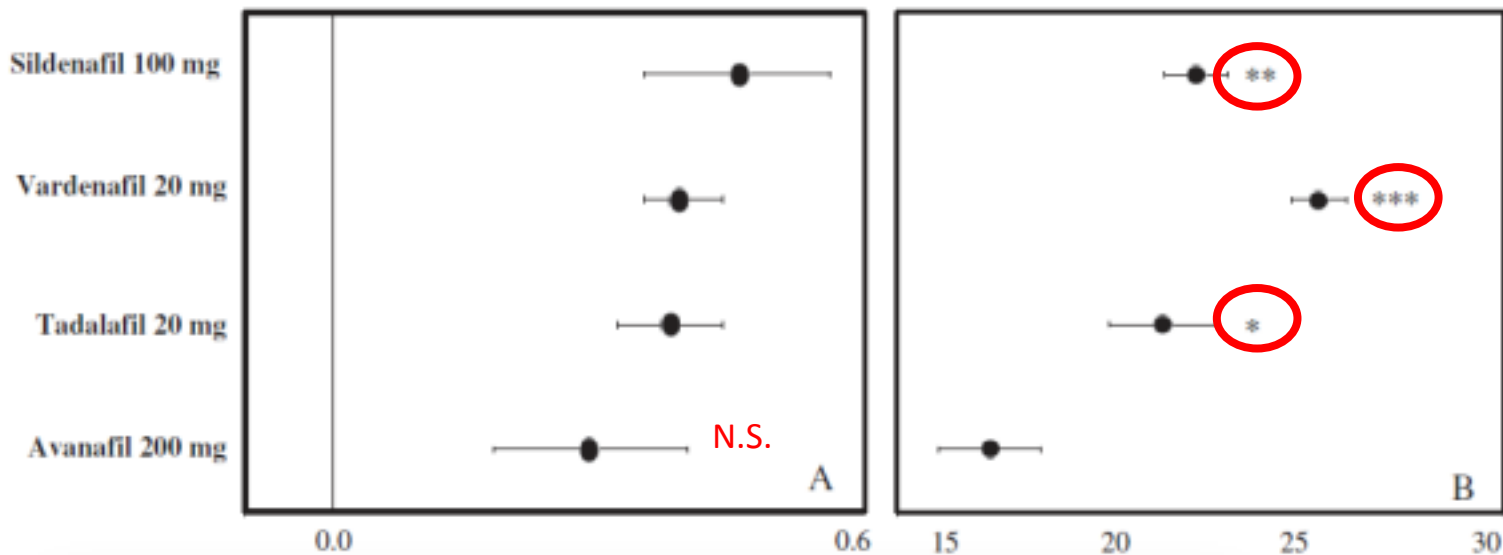 Sildenafil 100 mg
**
Vardenafil 20 mg
***
Tadalafil 20 mg
*
Avanafil 200 mg
N.S.
A
B
0.0
0.6
15
20
25
30